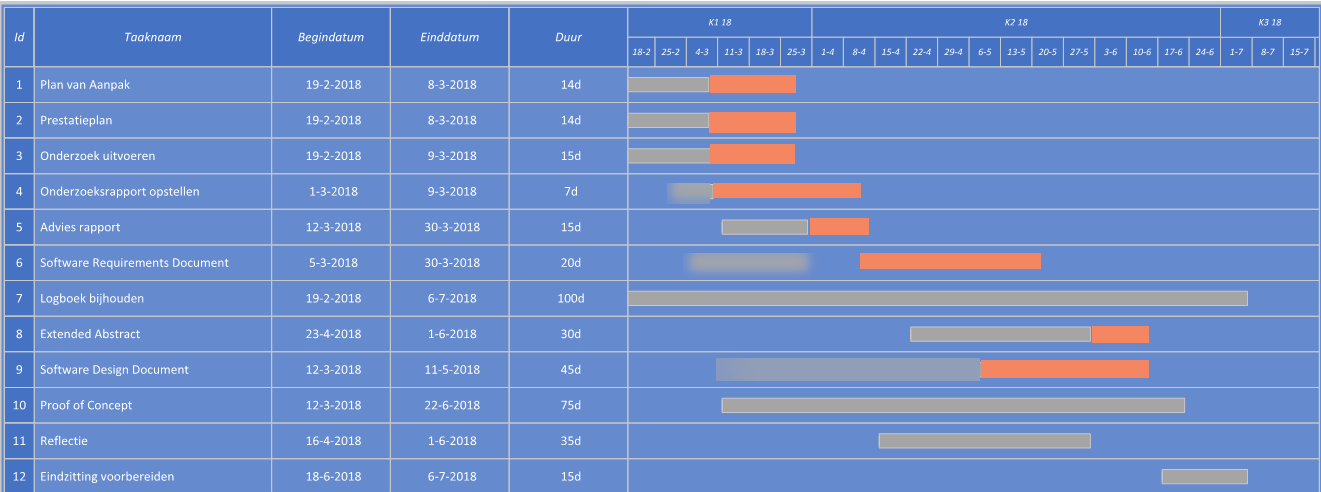 Id Taaknaam Begindatum Einddatum Duur K1 18 K2 18 K3 18
18-2 25-2 4-3 11-3 18-3 25-3 1-4 8-4 15-4 22-4 29-4 6-5 13-5 20-5 27-5 3-6 10-6 17-6 24-6 1-7 8-7 15-7
1 Plan van Aanpak 19-2-2018 8-3-2018 14d
2 Prestatieplan 19-2-2018 8-3-2018 14d
3 Onderzoek uitvoeren 19-2-2018 9-3-2018 15d
4 Onderzoeksrapport opstellen 1-3-2018 9-3-2018 7d
5 Advies rapport 12-3-2018 30-3-2018 15d
6 Software Requirements Document 5-3-2018 30-3-2018 20d
7 Logboek bijhouden 19-2-2018 6-7-2018 100d
8 Extended Abstract 23-4-2018 1-6-2018 30d
9 Software Design Document 12-3-2018 11-5-2018 45d
10 Proof of Concept 12-3-2018 22-6-2018 75d
11 Reflectie 16-4-2018 1-6-2018 35d
12 Eindzitting voorbereiden 18-6-2018 6-7-2018 15d